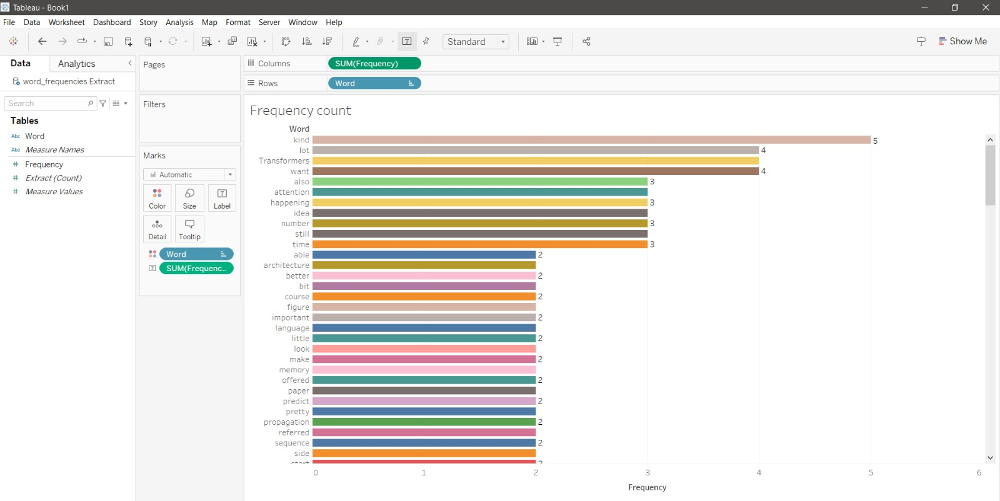 Tableau - Book1
File Data Worksheet Dashboard Story Analysis Map Format Server Window Help
Standard
Show Me
Data
Analytics
word_frequencies Extract
Search
Tables
Abc Word
Abc Measure Names
# Frequency
# Extract (Count)
# Measure Values
Pages
Filters
Marks
Automatic
Color Size Label
Detail Tooltip
Word
SUM(Frequenc..
Columns SUM(Frequency)
Rows Word
Frequency count
Word
kind 5
lot 4
Transformers
want 4
also 3
attention
happening 3
idea
number 3
still
time 3
able 2
architecture
better 2
bit
course 2
figure
important 2
language
little 2
look
make 2
memory
offered 2
paper
predict 2
pretty
propagation 2
referred
sequence 2
side
start 2
0 1 2 3 4 5 6
Frequency